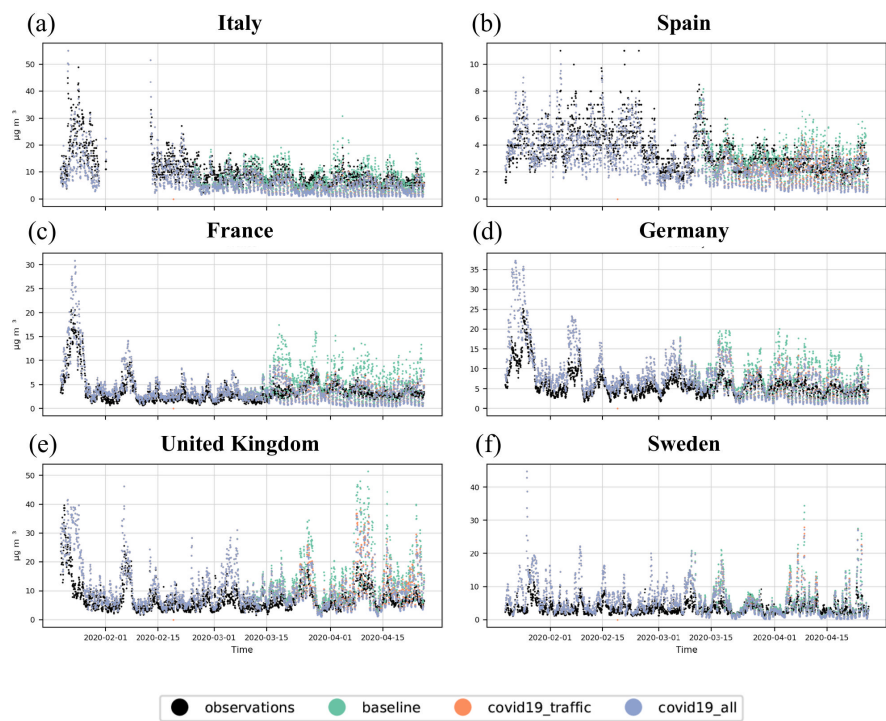 (a) Italy
(b) Spain
µg m⁻³
50
40
30
20
10
0
10
8
6
4
2
0
(c) France
(d) Germany
µg m⁻³
30
25
20
15
10
5
0
35
30
25
20
15
10
5
0
(e) United Kingdom
(f) Sweden
µg m⁻³
50
40
30
20
10
0
40
30
20
10
0
2020-02-01 2020-02-15 2020-03-01 2020-03-15 2020-04-01 2020-04-15
2020-02-01 2020-02-15 2020-03-01 2020-03-15 2020-04-01 2020-04-15
Time
Time
observations baseline covid19_traffic covid19_all